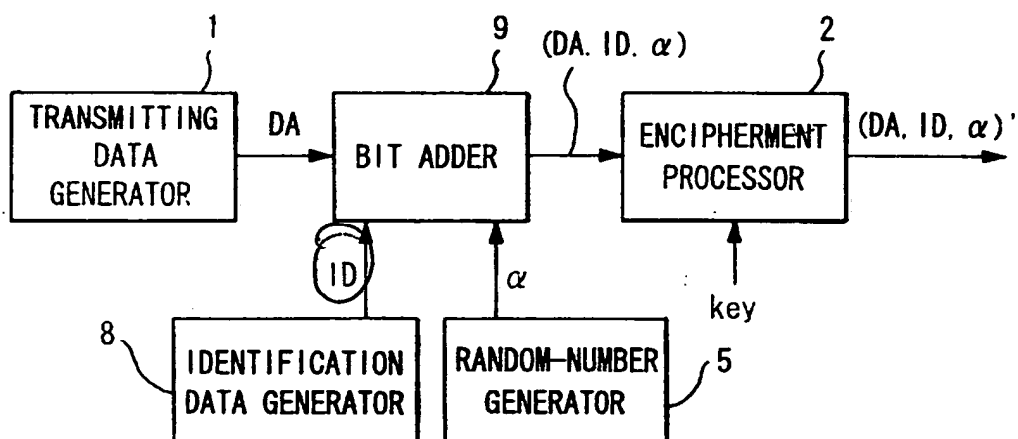 1
9
(DA. ID. α)
2
TRANSMITTING
DATA
GENERATOR
DA
BIT ADDER
ENCIPHERMENT
PROCESSOR
(DA, ID, α)'
ID
α
key
8
IDENTIFICATION
DATA GENERATOR
RANDOM-NUMBER
GENERATOR
5